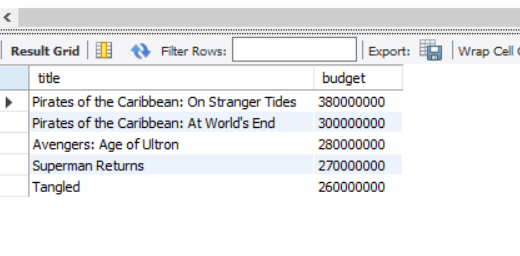 Result Grid Filter Rows: Export: Wrap Cell
title budget
Pirates of the Caribbean: On Stranger Tides 380000000
Pirates of the Caribbean: At World's End 300000000
Avengers: Age of Ultron 280000000
Superman Returns 270000000
Tangled 260000000